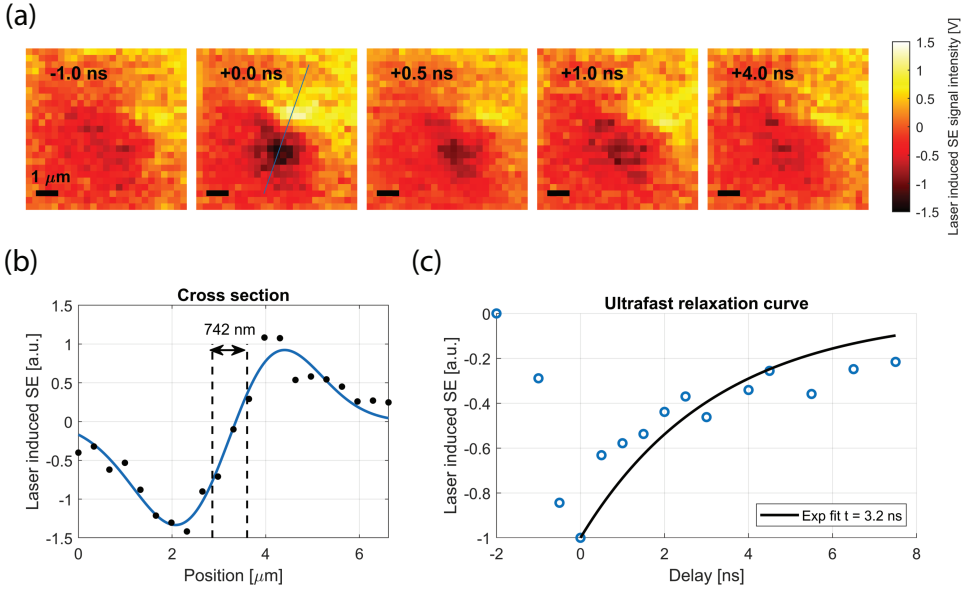 (a)
-1.0 ns
+0.0 ns
+0.5 ns
+1.0 ns
+4.0 ns
1 μm
1.5
1
0.5
0
-0.5
-1
-1.5
Laser induced SE signal intensity [V]
(b)
Cross section
742 nm
1.5
1
0.5
0
-0.5
-1
-1.5
Laser induced SE [a.u.]
0
2
4
6
Position [μm]
(c)
Ultrafast relaxation curve
0
-0.2
-0.4
-0.6
-0.8
-1
Laser induced SE [a.u.]
Exp fit t = 3.2 ns
-2
0
2
4
6
8
Delay [ns]